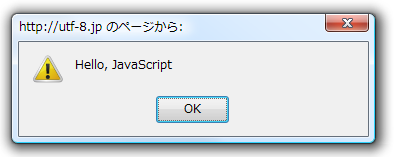 http://utf-8.jp のページから:
Hello, JavaScript
OK